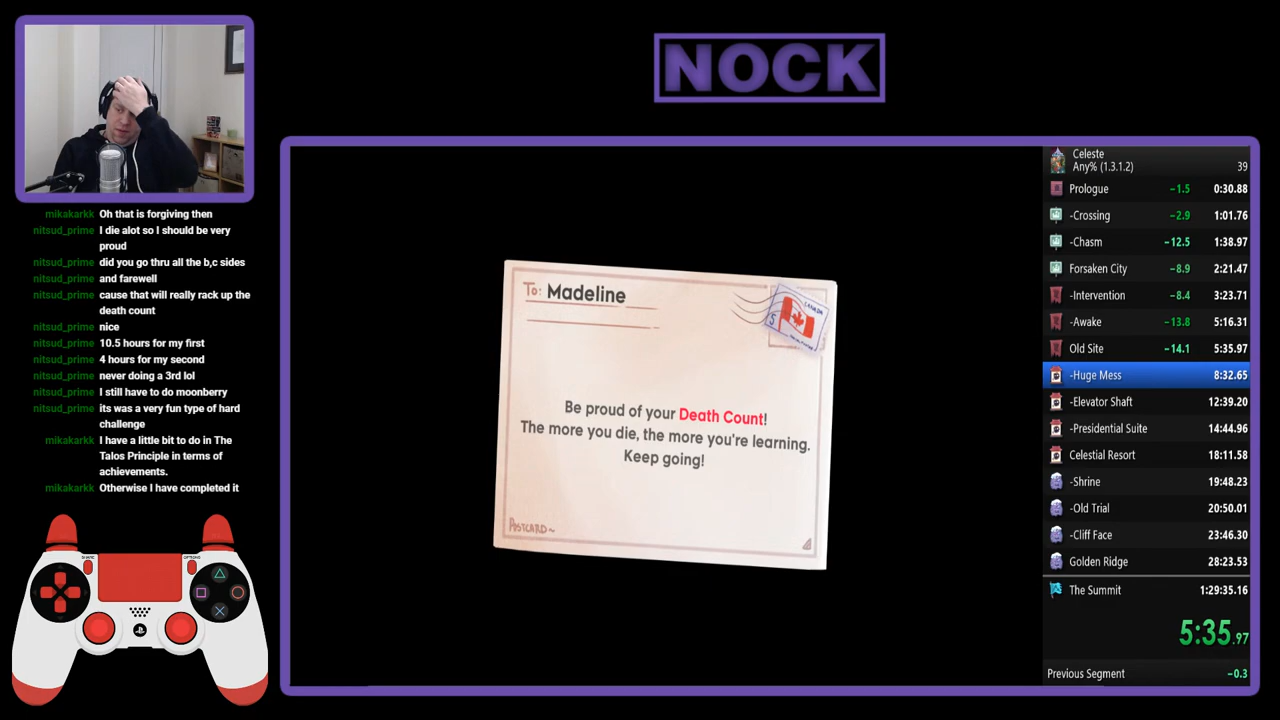 NOCK
mikakarkk Oh that is forgiving then
nitsud_prime I die alot so I should be very
proud
nitsud_prime did you go thru all the b,c sides
nitsud_prime and farewell
nitsud_prime cause that will really rack up the
death count
nitsud_prime nice
nitsud_prime 10.5 hours for my first
nitsud_prime 4 hours for my second
nitsud_prime never doing a 3rd lol
nitsud_prime I still have to do moonberry
nitsud_prime its was a very fun type of hard
challenge
mikakarkk I have a little bit to do in The
Talos Principle in terms of
achievements.
mikakarkk Otherwise I have completed it
SHARE
OPTIONS
To: Madeline
CANADA
5
Be proud of your Death Count!
The more you die, the more you're learning.
Keep going!
POSTCARD~
Celeste
Any% (1.3.1.2) 39
Prologue -1.5 0:30.88
-Crossing -2.9 1:01.76
-Chasm -12.5 1:38.97
Forsaken City -8.9 2:21.47
-Intervention -8.4 3:23.71
-Awake -13.8 5:16.31
Old Site -14.1 5:35.97
-Huge Mess 8:32.65
-Elevator Shaft 12:39.20
-Presidential Suite 14:44.96
Celestial Resort 18:11.58
-Shrine 19:48.23
-Old Trial 20:50.01
-Cliff Face 23:46.30
Golden Ridge 28:23.53
The Summit 1:29:35.16
5:35.97
Previous Segment -0.3